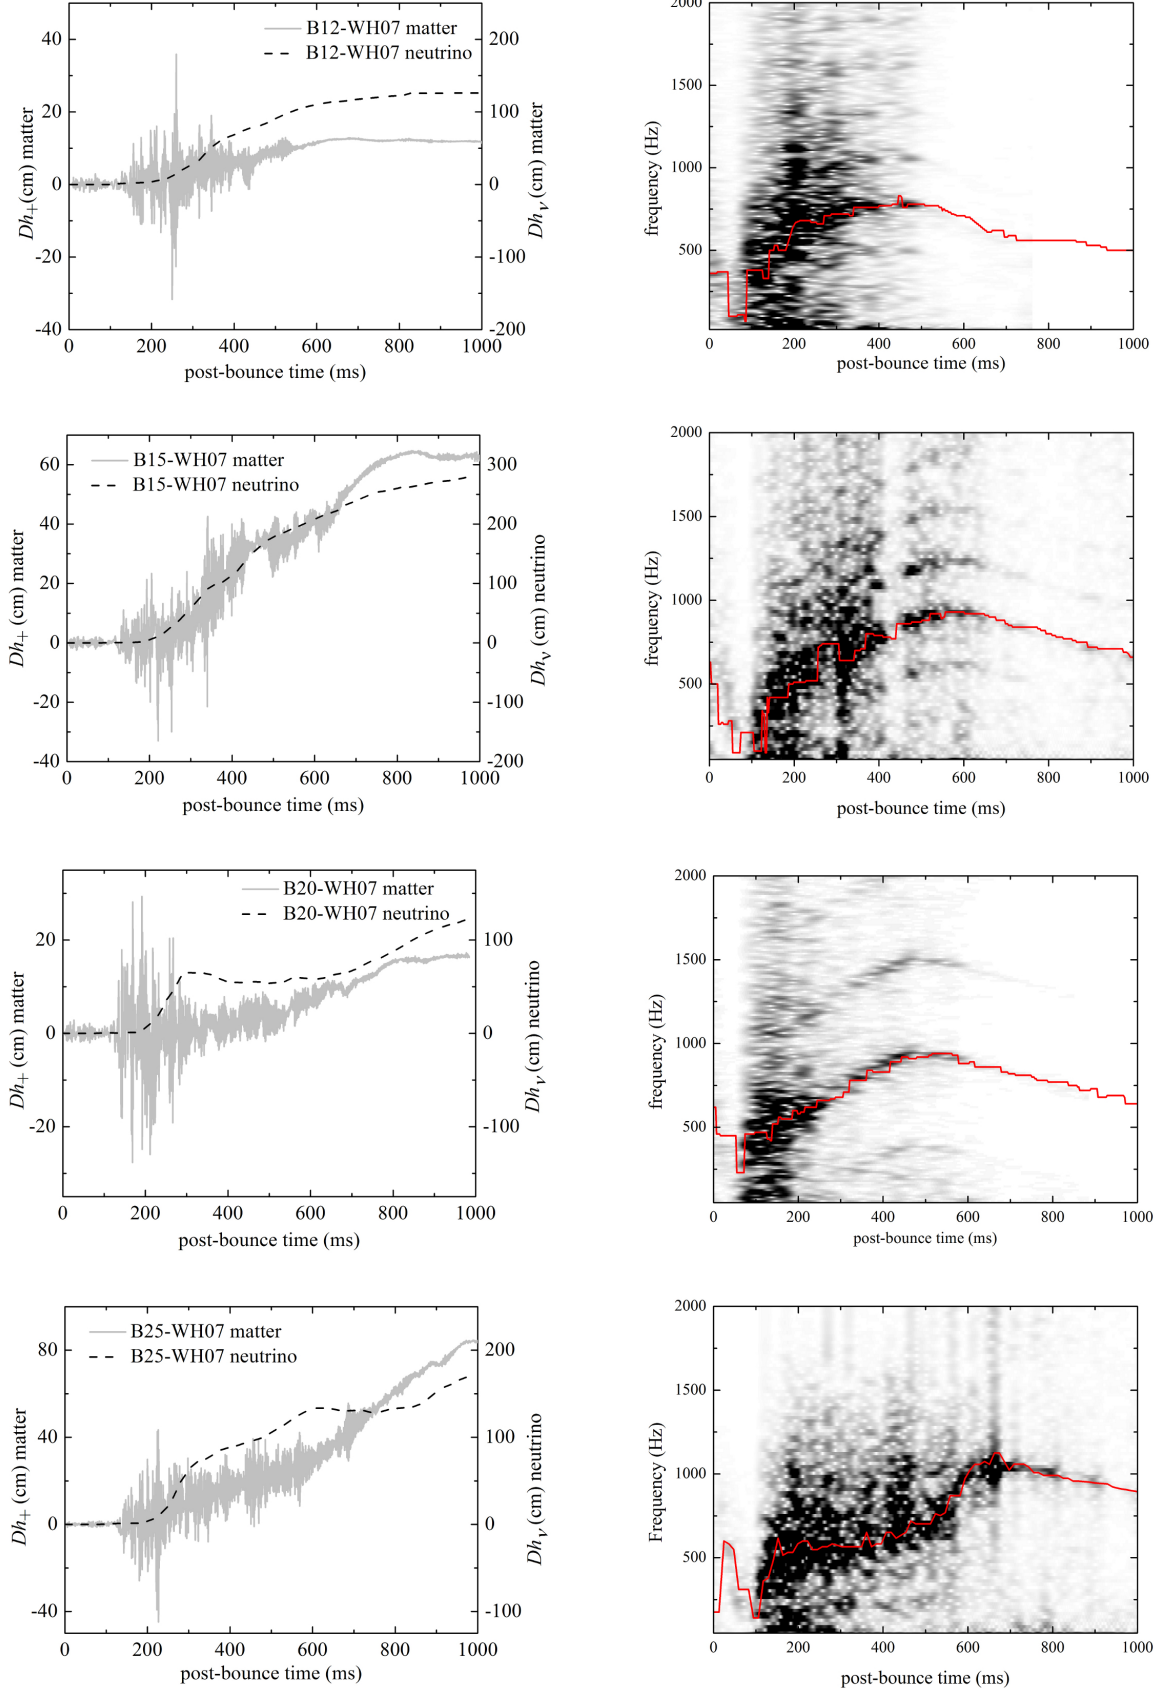 B12-WH07 matter
B12-WH07 neutrino
40
20
0
-20
-40
200
100
0
-100
-200
Dh+(cm) matter
Dhν (cm) matter
0 200 400 600 800 1000
post-bounce time (ms)
2000
1500
1000
500
frequency (Hz)
0 200 400 600 800 1000
post-bounce time (ms)
B15-WH07 matter
B15-WH07 neutrino
60
40
20
0
-20
-40
300
200
100
0
-100
-200
Dh+ (cm) matter
Dhν (cm) neutrino
0 200 400 600 800 1000
post-bounce time (ms)
2000
1500
1000
500
frequency (Hz)
0 200 400 600 800 1000
post-bounce time (ms)
B20-WH07 matter
B20-WH07 neutrino
20
0
-20
100
0
-100
Dh+ (cm) matter
Dhν (cm) neutrino
0 200 400 600 800 1000
post-bounce time (ms)
2000
1500
1000
500
frequency (Hz)
0 200 400 600 800 1000
post-bounce time (ms)
B25-WH07 matter
B25-WH07 neutrino
80
40
0
-40
200
100
0
-100
Dh+ (cm) matter
Dhν (cm) neutrino
0 200 400 600 800 1000
post-bounce time (ms)
2000
1500
1000
500
Frequency (Hz)
0 200 400 600 800 1000
post-bounce time (ms)